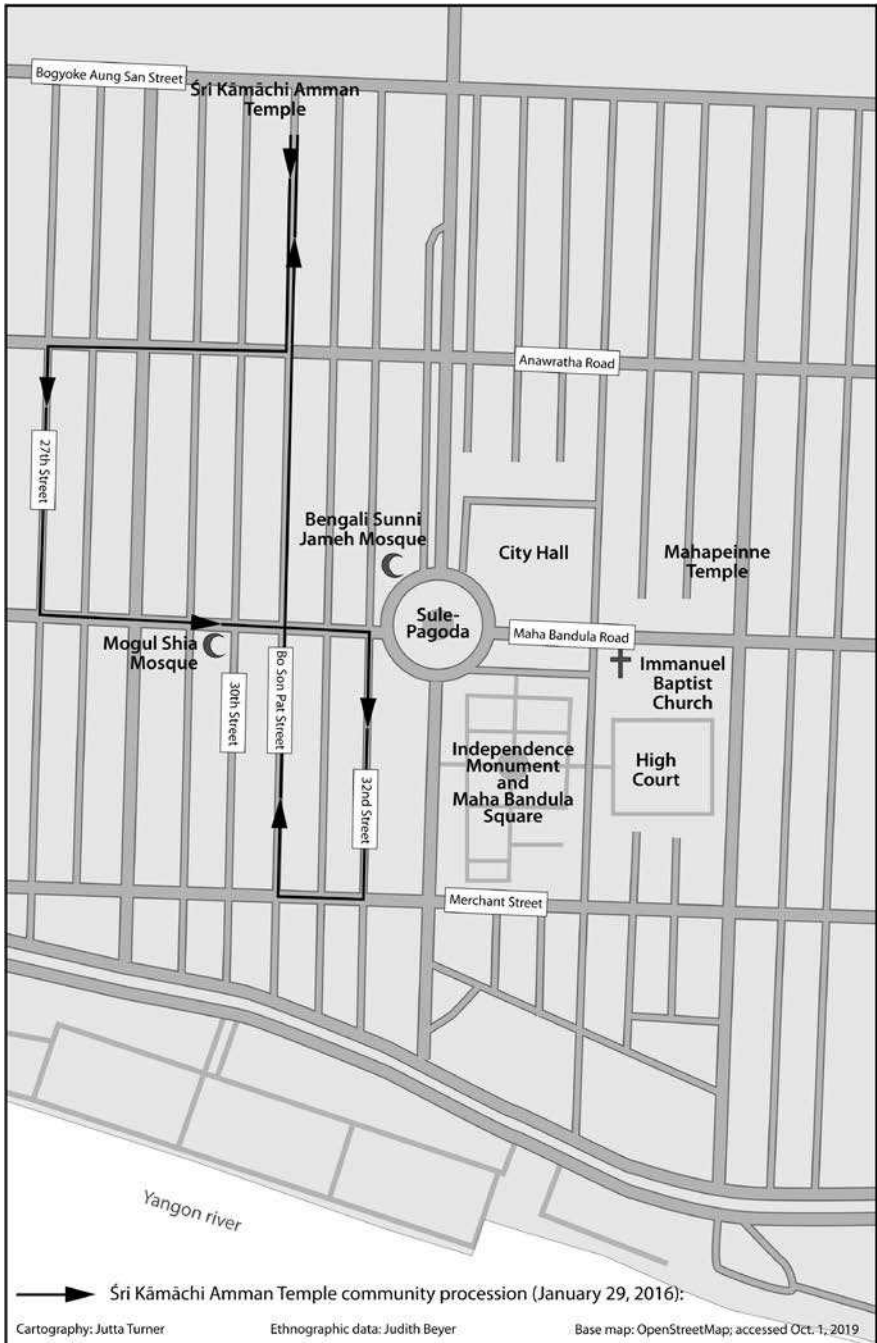 Bogyoke Aung San Street
Śri Kāmāchi Amman
Temple
Anawratha Road
27th Street
Bengali Sunni
Jameh Mosque
City Hall
Mahapeinne
Temple
Sule-
Pagoda
Maha Bandula Road
Mogul Shia
Mosque
30th Street
Bo Son Pat Street
32nd Street
Immanuel
Baptist
Church
Independence
Monument
and
Maha Bandula
Square
High
Court
Merchant Street
Yangon river
Śri Kāmāchi Amman Temple community procession (January 29, 2016):
Cartography: Jutta Turner
Ethnographic data: Judith Beyer
Base map: OpenStreetMap; accessed Oct. 1, 2019